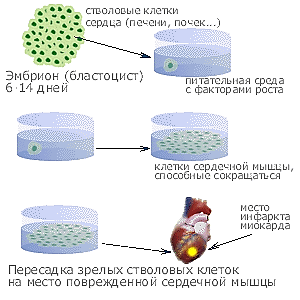 стволовые клетки
сердца (печени, почек...)
Эмбрион (бластоцист)
6-14 дней
питательная среда
с факторами роста
клетки сердечной мышцы,
способные сокращаться
место
инфаркта
миокарда
Пересадка зрелых стволовых клеток
на место поврежденной сердечной мышцы